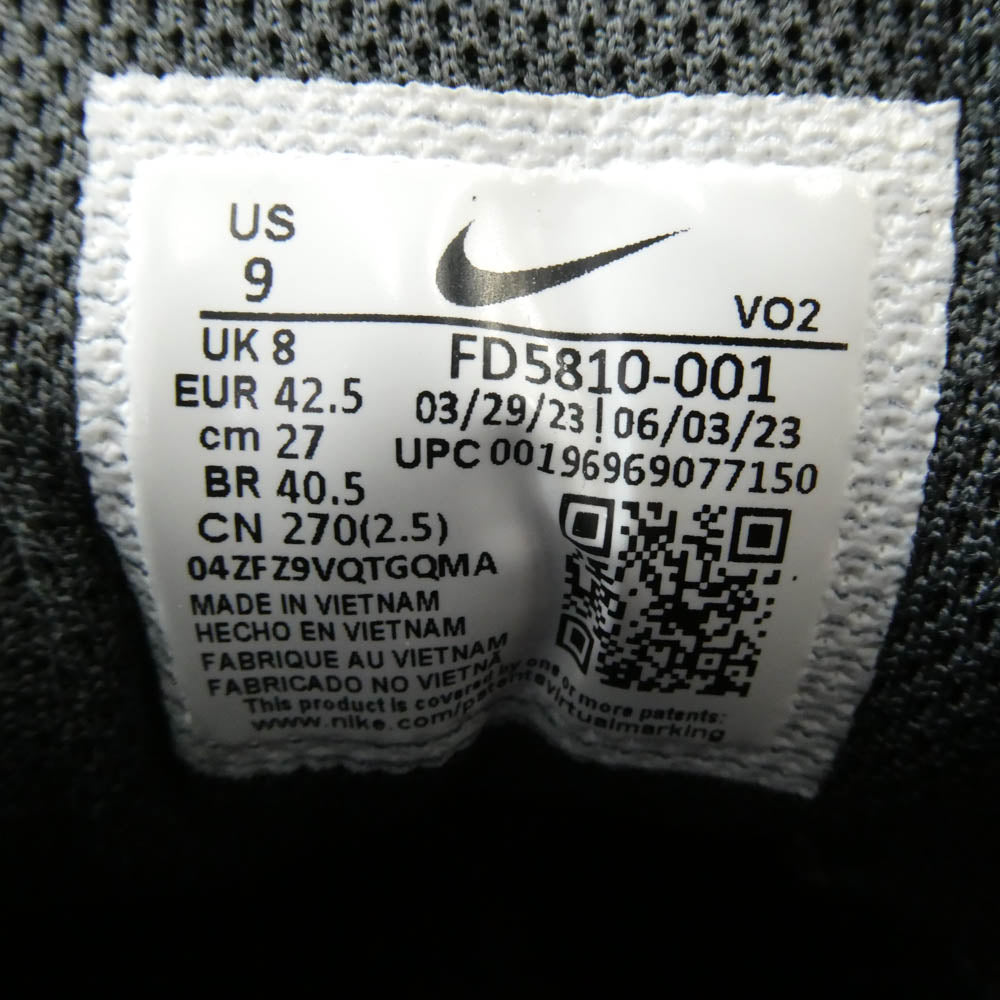 US
9
VO2
UK 8
EUR 42.5
cm 27
BR 40.5
CN 270(2.5)
FD5810-001
03/29/23 | 06/03/23
UPC 00196969077150
04ZFZ9VQTGQMA
MADE IN VIETNAM
HECHO EN VIETNAM
FABRIQUE AU VIETNAM
FABRICADO NO VIETNÃ
This product is covered by one or more patents:
www.nike.com/patentevirtualmarking